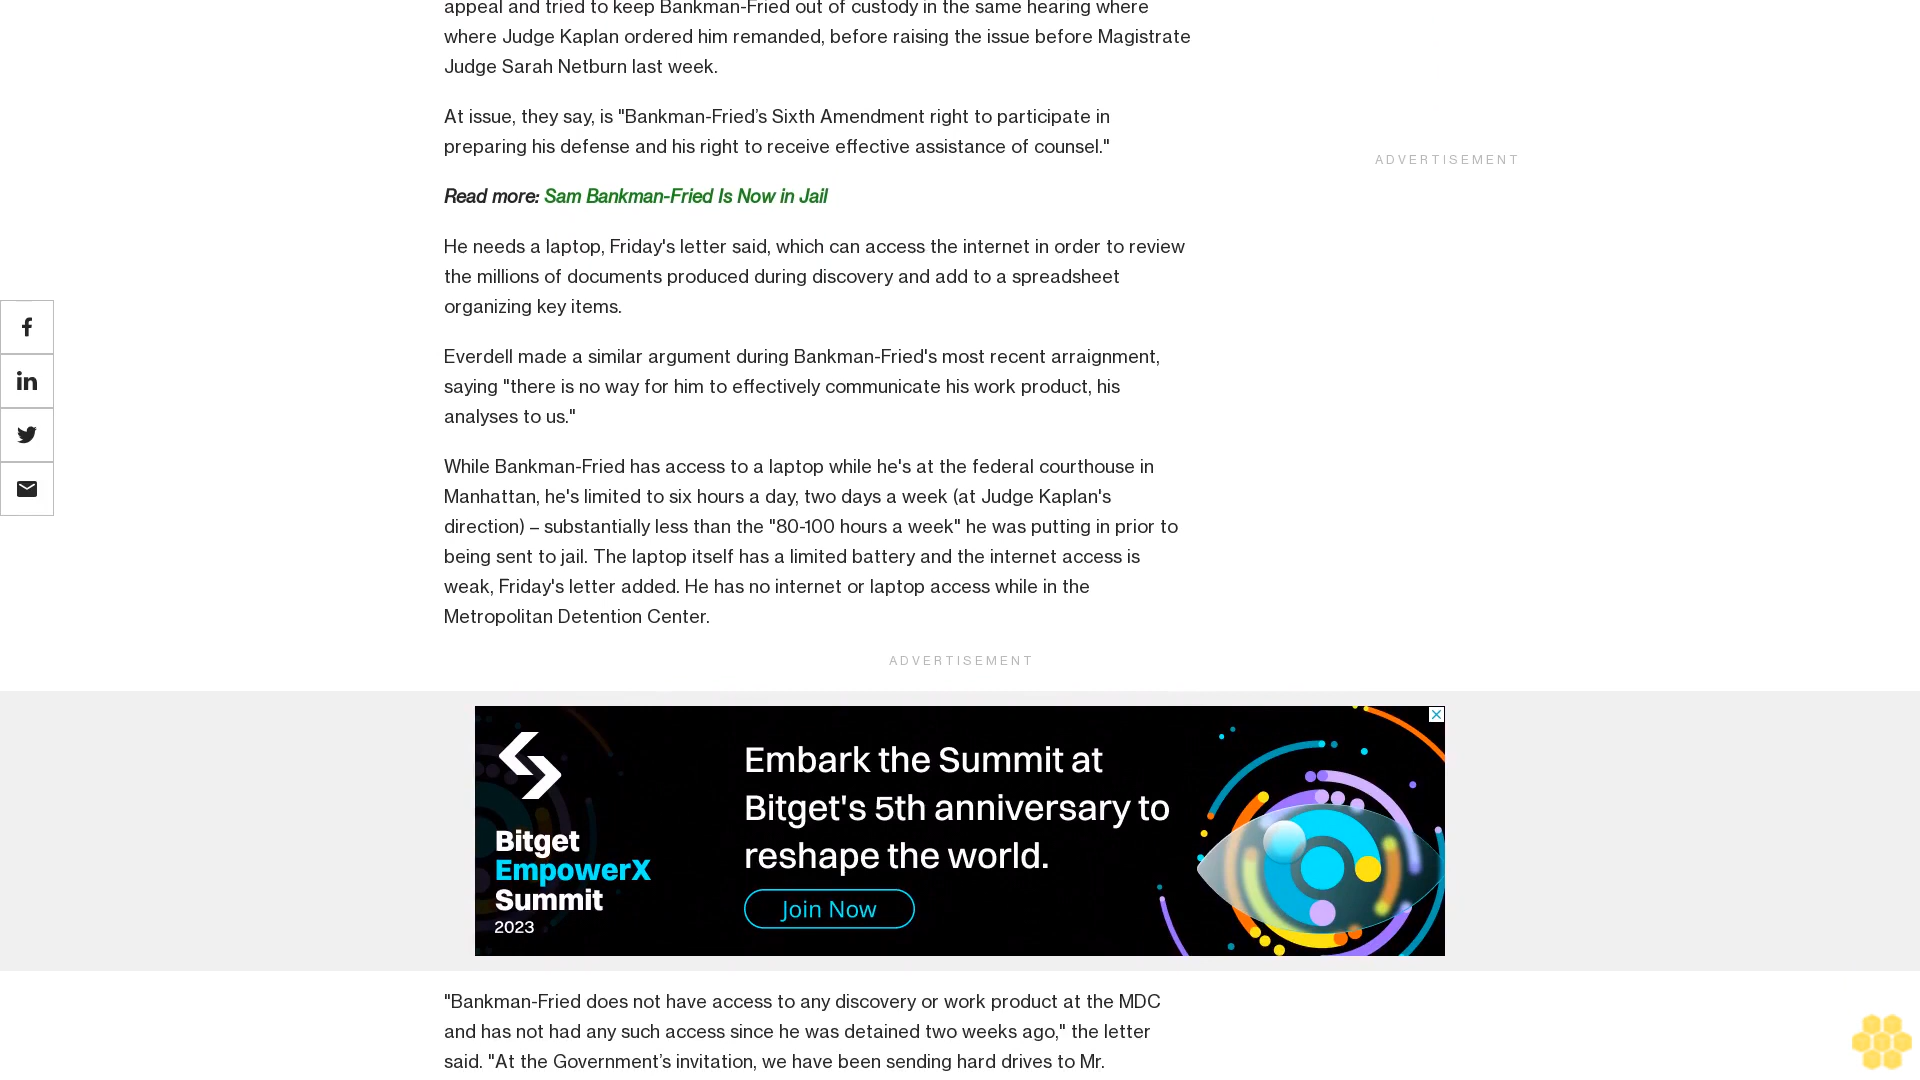 appeal and tried to keep Bankman-Fried out of custody in the same hearing where
where Judge Kaplan ordered him remanded, before raising the issue before Magistrate
Judge Sarah Netburn last week.
At issue, they say, is "Bankman-Fried’s Sixth Amendment right to participate in
preparing his defense and his right to receive effective assistance of counsel."
ADVERTISEMENT
Read more: Sam Bankman-Fried Is Now in Jail
He needs a laptop, Friday's letter said, which can access the internet in order to review
the millions of documents produced during discovery and add to a spreadsheet
organizing key items.
Everdell made a similar argument during Bankman-Fried's most recent arraignment,
saying "there is no way for him to effectively communicate his work product, his
analyses to us."
While Bankman-Fried has access to a laptop while he's at the federal courthouse in
Manhattan, he's limited to six hours a day, two days a week (at Judge Kaplan's
direction) – substantially less than the "80-100 hours a week" he was putting in prior to
being sent to jail. The laptop itself has a limited battery and the internet access is
weak, Friday's letter added. He has no internet or laptop access while in the
Metropolitan Detention Center.
ADVERTISEMENT
Bitget
EmpowerX
Summit
2023
Embark the Summit at
Bitget's 5th anniversary to
reshape the world.
Join Now
"Bankman-Fried does not have access to any discovery or work product at the MDC
and has not had any such access since he was detained two weeks ago," the letter
said. "At the Government’s invitation, we have been sending hard drives to Mr.